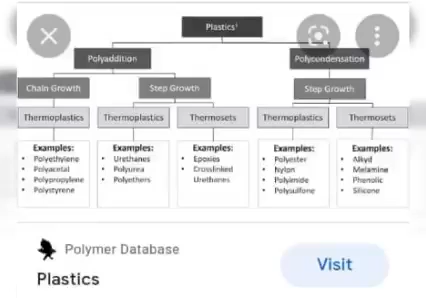 Plastics¹
Polyaddition
Polycondensation
Chain Growth
Step Growth
Step Growth
Thermoplastics
Thermoplastics
Thermosets
Thermoplastics
Thermosets
Examples:
• Polyethylene
• Polyacetal
• Polypropylene
• Polystyrene
Examples:
• Urethanes
• Polyurea
• Polyethers
Examples:
• Epoxies
• Crosslinked
Urethanes
Examples:
• Polyester
• Nylon
• Polyimide
• Polysulfone
Examples:
• Alkyd
• Melamine
• Phenolic
• Silicone
Polymer Database
Plastics
Visit